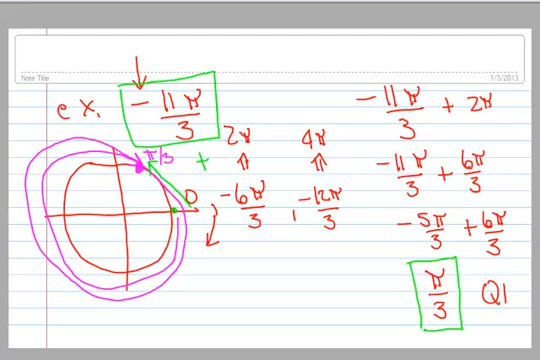 Note Title
1/3/2013
ex. -11π/3
-11π/3 + 2π
2π 4π
π/3 + π π
-11π/3 + 6π/3
0
-6π/3 , -12π/3
-5π/3 + 6π/3
π/3 Q1